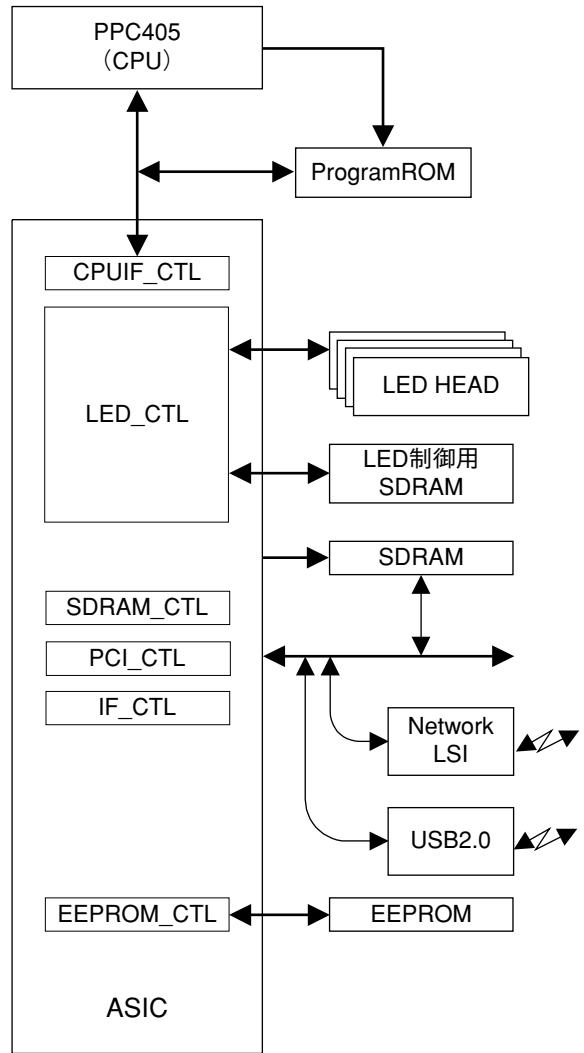 PPC405
（CPU）
ProgramROM
CPUIF_CTL
LED_CTL
LED HEAD
LED制御用
SDRAM
SDRAM
SDRAM_CTL
PCI_CTL
IF_CTL
Network
LSI
USB2.0
EEPROM_CTL
EEPROM
ASIC